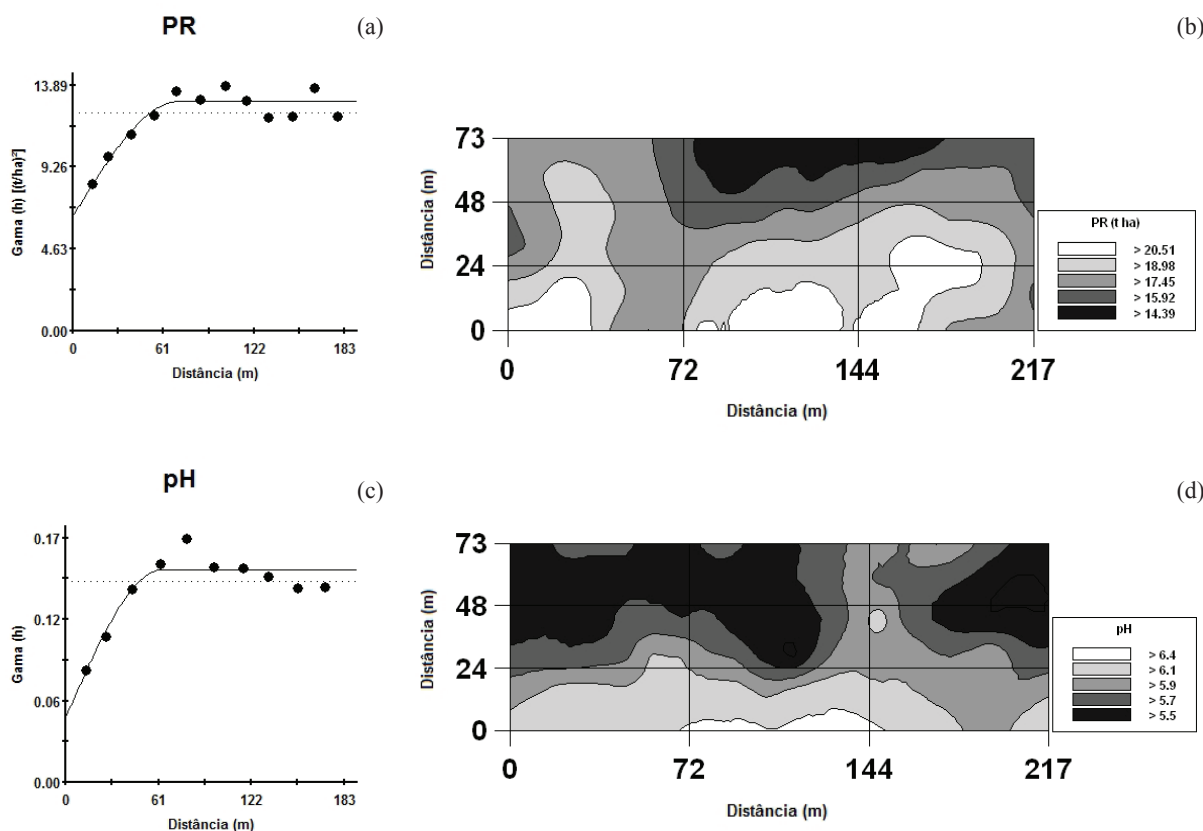 PR
(a)
13.89
9.26
4.63
0.00
Gama (h) [(t/ha)²]
0 61 122 183
Distância (m)
(b)
73
48
24
0
Distância (m)
0 72 144 217
Distância (m)
PR (t ha)
> 20.51
> 18.98
> 17.45
> 15.92
> 14.39
pH
(c)
0.17
0.12
0.06
0.00
Gama (h)
0 61 122 183
Distância (m)
(d)
73
48
24
0
Distância (m)
0 72 144 217
Distância (m)
pH
> 6.4
> 6.1
> 5.9
> 5.7
> 5.5